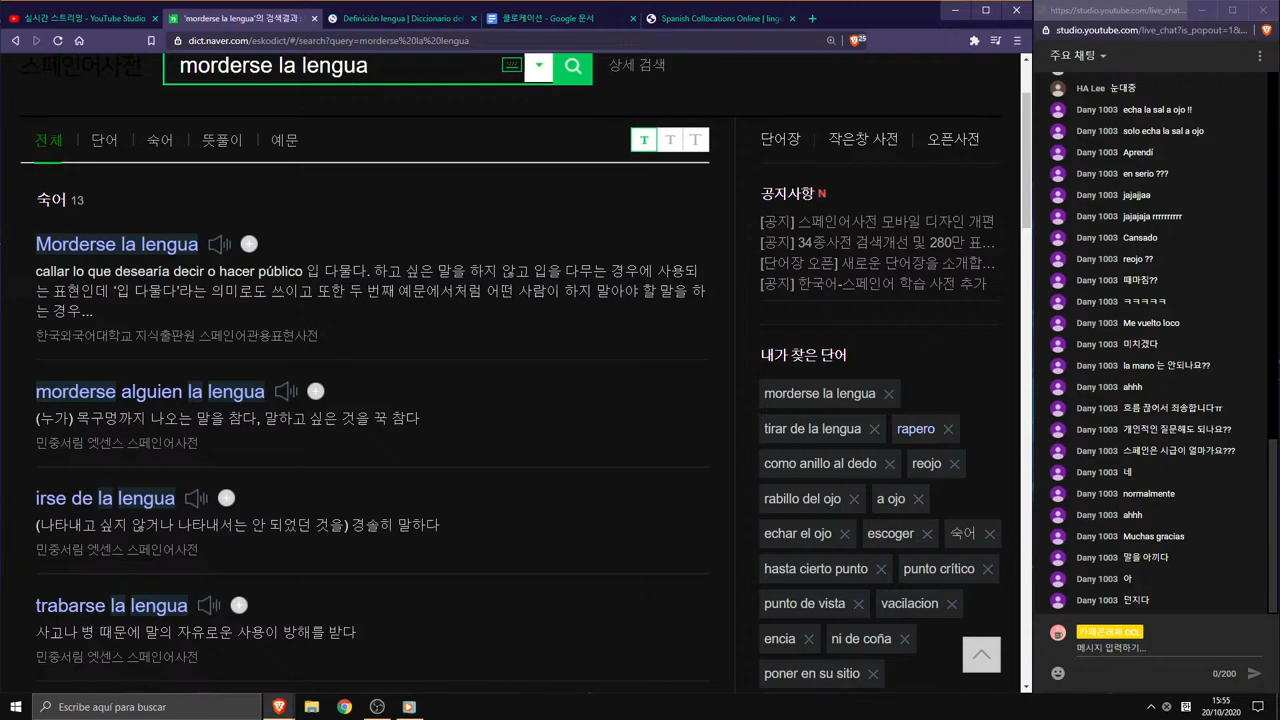 실시간 스트리밍 - YouTube Studio
'morderse la lengua'의 검색결과 :
Definición lengua | Diccionario de
클로케이션 - Google 문서
Spanish Collocations Online | lingu
dict.naver.com/eskodict/#/search?query=morderse%20la%20lengua
25
스페인어사전
morderse la lengua
상세 검색
전체
단어
숙어
뜻풀이
예문
T T T
숙어 13
Morderse la lengua
callar lo que desearía decir o hacer público 입 다물다. 하고 싶은 말을 하지 않고 입을 다무는 경우에 사용되
는 표현인데 '입 다물다'라는 의미로도 쓰이고 또한 두 번째 예문에서처럼 어떤 사람이 하지 말아야 할 말을 하
는 경우...
한국외국어대학교 지식출판원 스페인어관용표현사전
morderse alguien la lengua
(누가) 목구멍까지 나오는 말을 참다, 말하고 싶은 것을 꾹 참다
민중서림 엣센스 스페인어사전
irse de la lengua
(나타내고 싶지 않거나 나타내서는 안 되었던 것을) 경솔히 말하다
민중서림 엣센스 스페인어사전
trabarse la lengua
사고나 병 때문에 말의 자유로운 사용이 방해를 받다
민중서림 엣센스 스페인어사전
단어장
작은창 사전
오픈사전
공지사항 N
[공지] 스페인어사전 모바일 디자인 개편
[공지] 34종사전 검색개선 및 280만 표...
[단어장 오픈] 새로운 단어장을 소개합...
[공지] 한국어-스페인어 학습 사전 추가
내가 찾은 단어
morderse la lengua
tirar de la lengua
rapero
como anillo al dedo
reojo
rabillo del ojo
a ojo
echar el ojo
escoger
숙어
hasta cierto punto
punto crítico
punto de vista
vacilacion
encia
ni de coña
poner en su sitio
https://studio.youtube.com/live_chat?is_popout=1&...
studio.youtube.com/live_chat?is_popout=1&...
주요 채팅
HA Lee 눈대중
Dany 1003 echa la sal a ojo !!
Dany 1003 solo echa la sal a ojo
Dany 1003 Aprendí
Dany 1003 en serio ???
Dany 1003 jajajjaa
Dany 1003 jajajaja rrrrrrrrrr
Dany 1003 Cansado
Dany 1003 reojo ??
Dany 1003 때마침??
Dany 1003 ㅋㅋㅋㅋㅋ
Dany 1003 Me vuelto loco
Dany 1003 미치겠다
Dany 1003 la mano 는 안되나요??
Dany 1003 ahhh
Dany 1003 흐름 끊어서 죄송합니다ㅠ
Dany 1003 개인적인 질문해도 되나요??
Dany 1003 스페인은 시급이 얼마가요???
Dany 1003 네
Dany 1003 normalmente
Dany 1003 ahhh
Dany 1003 Muchas gracias
Dany 1003 말을 아끼다
Dany 1003 아
Dany 1003 던지다
메시지 입력하기...
0/200
Escribe aquí para buscar
15:55
20/10/2020